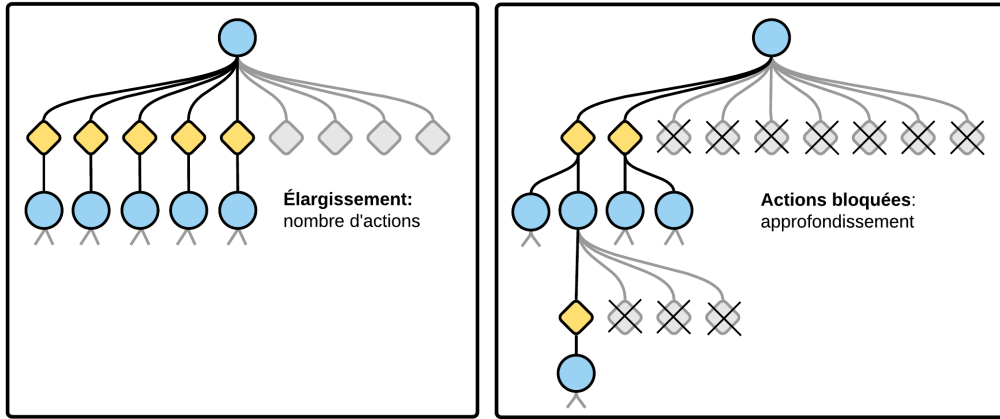 Élargissement:
nombre d'actions
Actions bloquées:
approfondissement